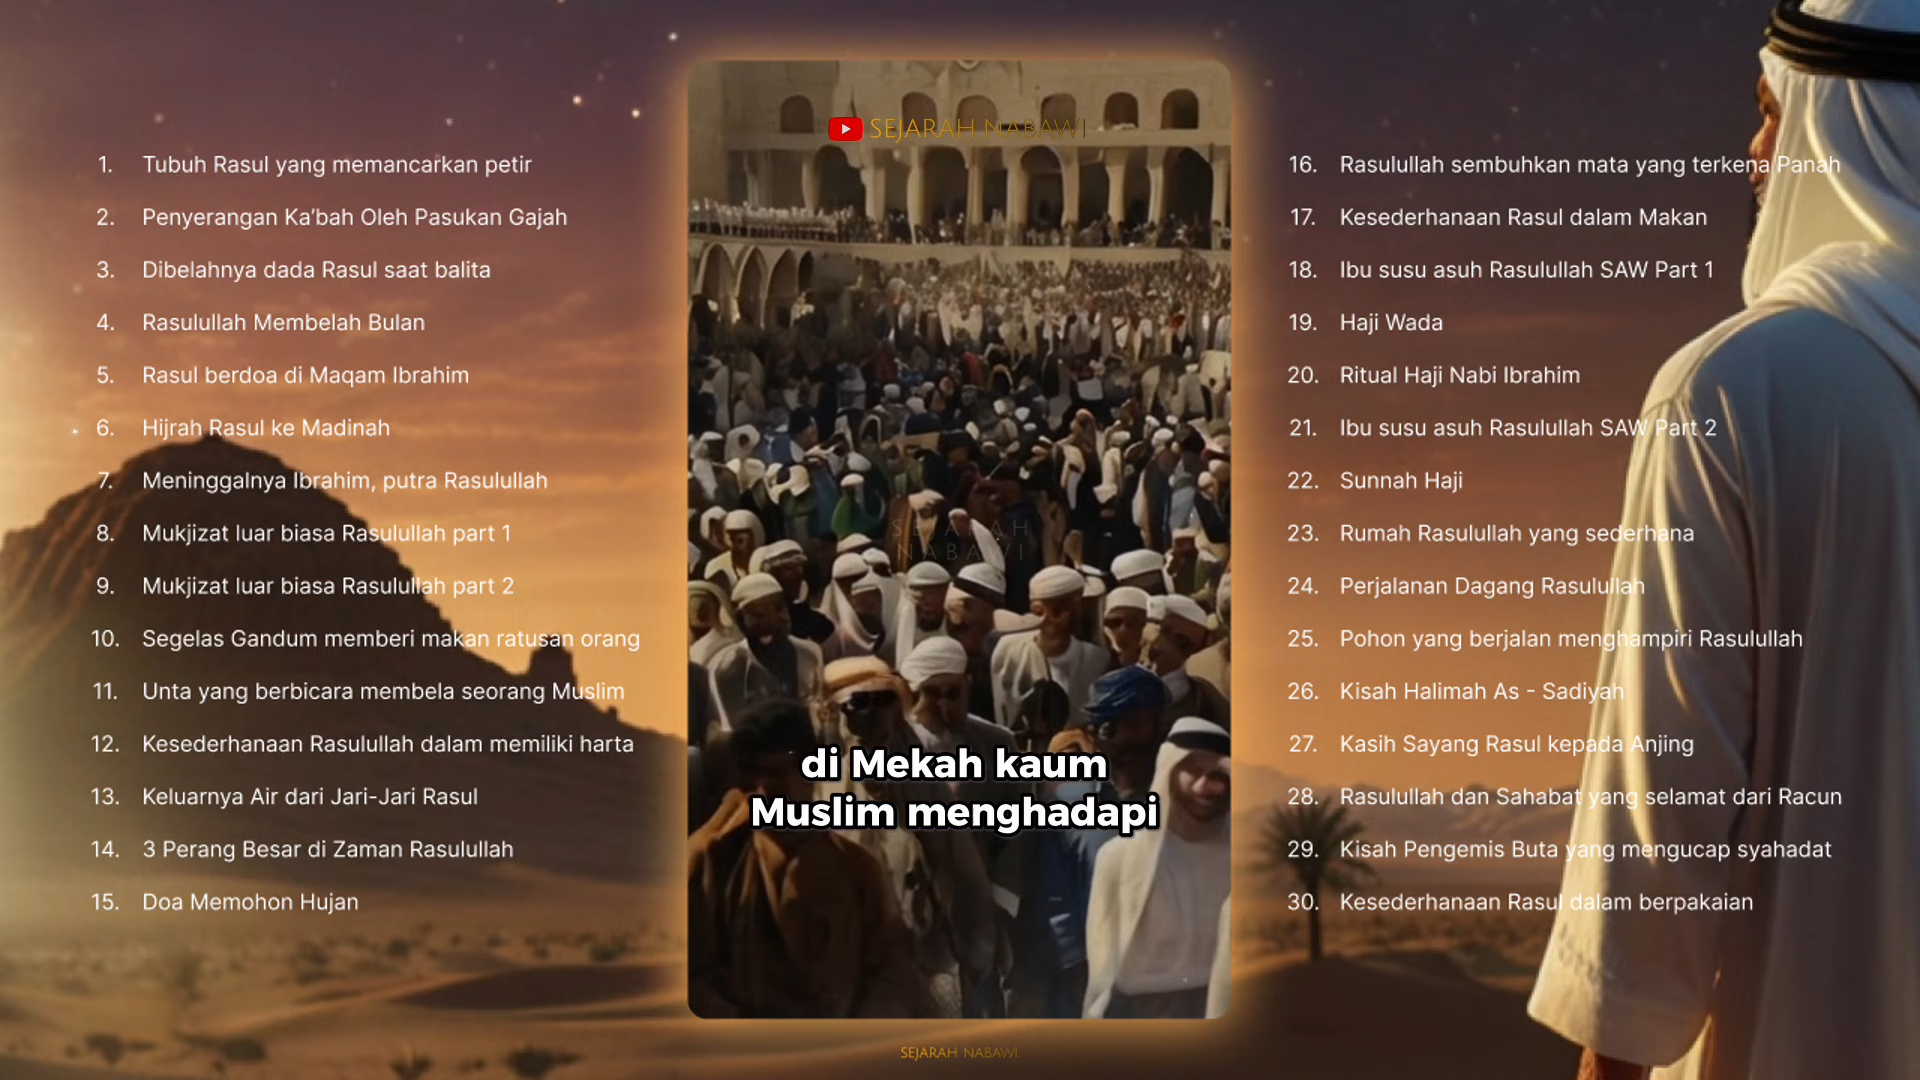 1. Tubuh Rasul yang memancarkan petir
2. Penyerangan Ka’bah Oleh Pasukan Gajah
3. Dibelahnya dada Rasul saat balita
4. Rasulullah Membelah Bulan
5. Rasul berdoa di Maqam Ibrahim
6. Hijrah Rasul ke Madinah
7. Meninggalnya Ibrahim, putra Rasulullah
8. Mukjizat luar biasa Rasulullah part 1
9. Mukjizat luar biasa Rasulullah part 2
10. Segelas Gandum memberi makan ratusan orang
11. Unta yang berbicara membela seorang Muslim
12. Kesederhanaan Rasulullah dalam memiliki harta
13. Keluarnya Air dari Jari-Jari Rasul
14. 3 Perang Besar di Zaman Rasulullah
15. Doa Memohon Hujan
SEJARAH NABAWI
SEJARAH
NABAWI
di Mekah kaum
Muslim menghadapi
SEJARAH NABAWI
16. Rasulullah sembuhkan mata yang terkena Panah
17. Kesederhanaan Rasul dalam Makan
18. Ibu susu asuh Rasulullah SAW Part 1
19. Haji Wada
20. Ritual Haji Nabi Ibrahim
21. Ibu susu asuh Rasulullah SAW Part 2
22. Sunnah Haji
23. Rumah Rasulullah yang sederhana
24. Perjalanan Dagang Rasulullah
25. Pohon yang berjalan menghampiri Rasulullah
26. Kisah Halimah As - Sadiyah
27. Kasih Sayang Rasul kepada Anjing
28. Rasulullah dan Sahabat yang selamat dari Racun
29. Kisah Pengemis Buta yang mengucap syahadat
30. Kesederhanaan Rasul dalam berpakaian